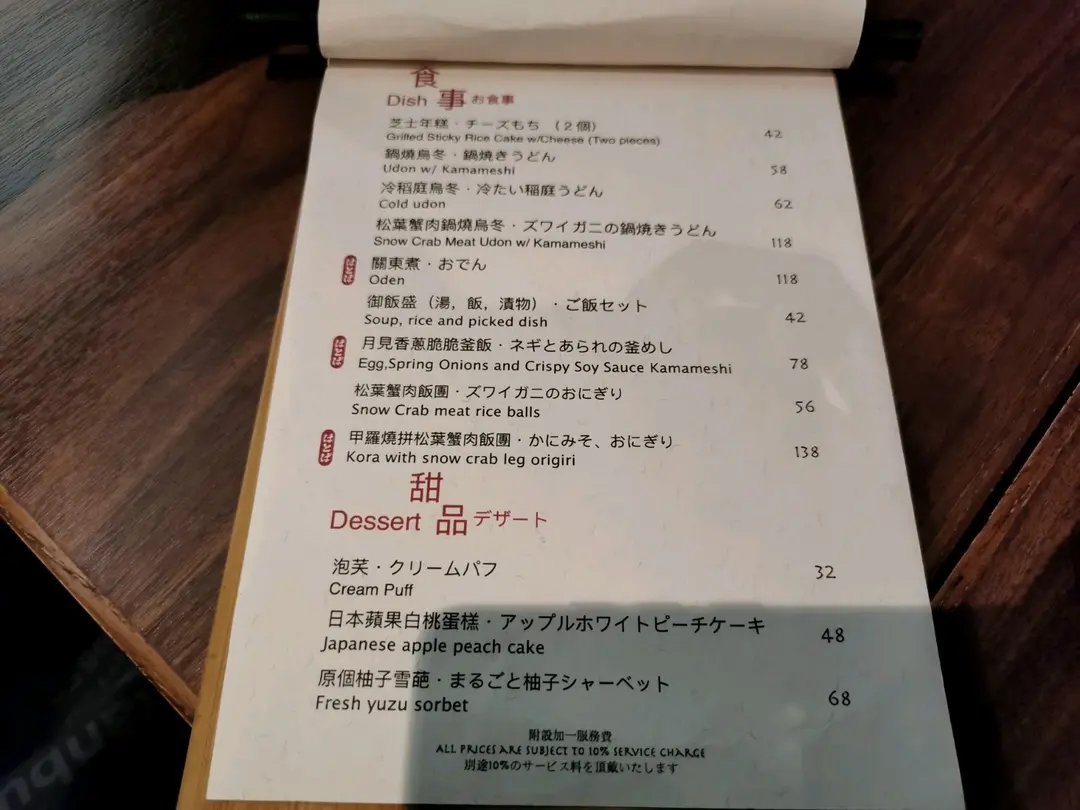 食
Dish 事 お食事
芝士年糕・チーズもち （2個）
Grilled Sticky Rice Cake w/Cheese (Two pieces)
42
鍋燒烏冬・鍋焼きうどん
Udon w/ Kamameshi
58
冷稻庭烏冬・冷たい稲庭うどん
Cold udon
62
松葉蟹肉鍋燒烏冬・ズワイガニの鍋焼きうどん
Snow Crab Meat Udon w/ Kamameshi
118
はとば
關東煮・おでん
Oden
118
御飯盛（湯，飯，漬物）・ご飯セット
Soup, rice and picked dish
42
はとば
月見香蔥脆脆釜飯・ネギとあられの釜めし
Egg,Spring Onions and Crispy Soy Sauce Kamameshi
78
松葉蟹肉飯團・ズワイガニのおにぎり
Snow Crab meat rice balls
56
はとば
甲羅燒拼松葉蟹肉飯團・かにみそ、おにぎり
Kora with snow crab leg origiri
138
甜
Dessert 品 デザート
泡芙・クリームパフ
Cream Puff
32
日本蘋果白桃蛋糕・アップルホワイトピーチケーキ
Japanese apple peach cake
48
原個柚子雪葩・まるごと柚子シャーベット
Fresh yuzu sorbet
68
附設加一服務費
ALL PRICES ARE SUBJECT TO 10% SERVICE CHARGE
別途10%のサービス料を頂戴いたします